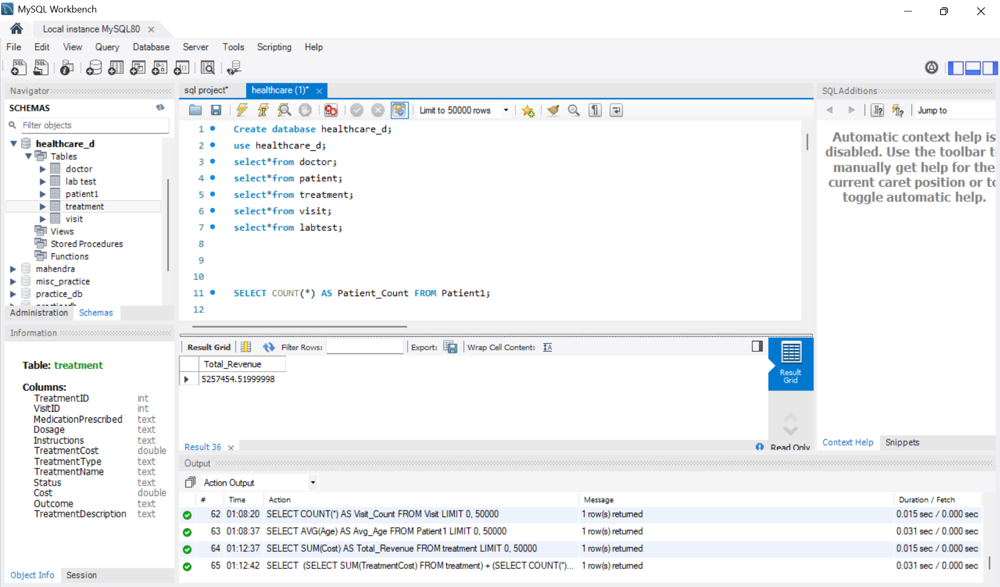 MySQL Workbench
Local instance MySQL80
File Edit View Query Database Server Tools Scripting Help
Navigator
SCHEMAS
Filter objects
healthcare_d
Tables
doctor
lab test
patient1
treatment
visit
Views
Stored Procedures
Functions
mahendra
misc_practice
practice_db
Administration Schemas
Information
Table: treatment
Columns:
TreatmentID int
VisitID int
MedicationPrescribed text
Dosage text
Instructions text
TreatmentCost double
TreatmentType text
TreatmentName text
Status text
Cost double
Outcome text
TreatmentDescription text
Object Info Session
sql project* healthcare (1)*
Limit to 50000 rows
1 Create database healthcare_d;
2 use healthcare_d;
3 select*from doctor;
4 select*from patient;
5 select*from treatment;
6 select*from visit;
7 select*from labtest;
8
9
10
11 SELECT COUNT(*) AS Patient_Count FROM Patient1;
12
Result Grid Filter Rows: Export: Wrap Cell Content:
Total_Revenue
5257454.51999998
Result
Grid
Result 36
Read Only
SQLAdditions
Jump to
Automatic context help is
disabled. Use the toolbar t
manually get help for the
current caret position or to
toggle automatic help.
Context Help Snippets
Output
Action Output
# Time Action Message Duration / Fetch
62 01:08:20 SELECT COUNT(*) AS Visit_Count FROM Visit LIMIT 0, 50000 1 row(s) returned 0.015 sec / 0.000 sec
63 01:08:37 SELECT AVG(Age) AS Avg_Age FROM Patient1 LIMIT 0, 50000 1 row(s) returned 0.031 sec / 0.000 sec
64 01:12:37 SELECT SUM(Cost) AS Total_Revenue FROM treatment LIMIT 0, 50000 1 row(s) returned 0.015 sec / 0.000 sec
65 01:12:42 SELECT (SELECT SUM(TreatmentCost) FROM treatment) + (SELECT COUNT(*)... 1 row(s) returned 0.031 sec / 0.000 sec